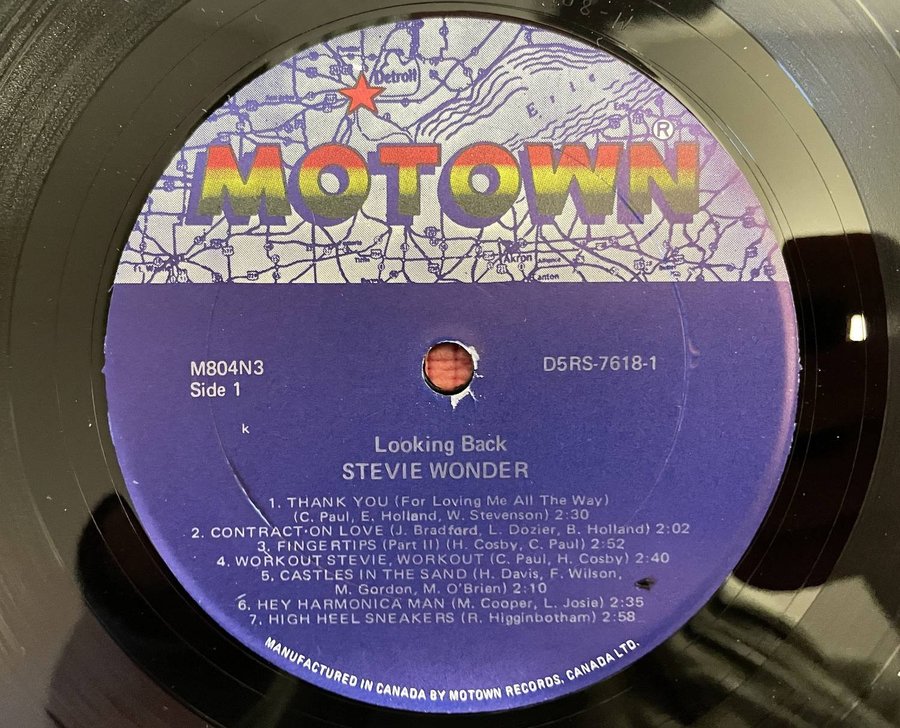 Detroit
Erie
MOTOWN®
Akron
Canton
M804N3
D5RS-7618-1
Side 1
k
Looking Back
STEVIE WONDER
1. THANK YOU (For Loving Me All The Way)
(C. Paul, E. Holland, W. Stevenson) 2:30
2. CONTRACT ON LOVE (J. Bradford, L. Dozier, B. Holland) 2:02
3. FINGERTIPS (Part II) (H. Cosby, C. Paul) 2:52
4. WORKOUT STEVIE, WORKOUT (C. Paul, H. Cosby) 2:40
5. CASTLES IN THE SAND (H. Davis, F. Wilson,
M. Gordon, M. O'Brien) 2:10
6. HEY HARMONICA MAN (M. Cooper, L. Josie) 2:35
7. HIGH HEEL SNEAKERS (R. Higginbotham) 2:58
MANUFACTURED IN CANADA BY MOTOWN RECORDS, CANADA LTD.